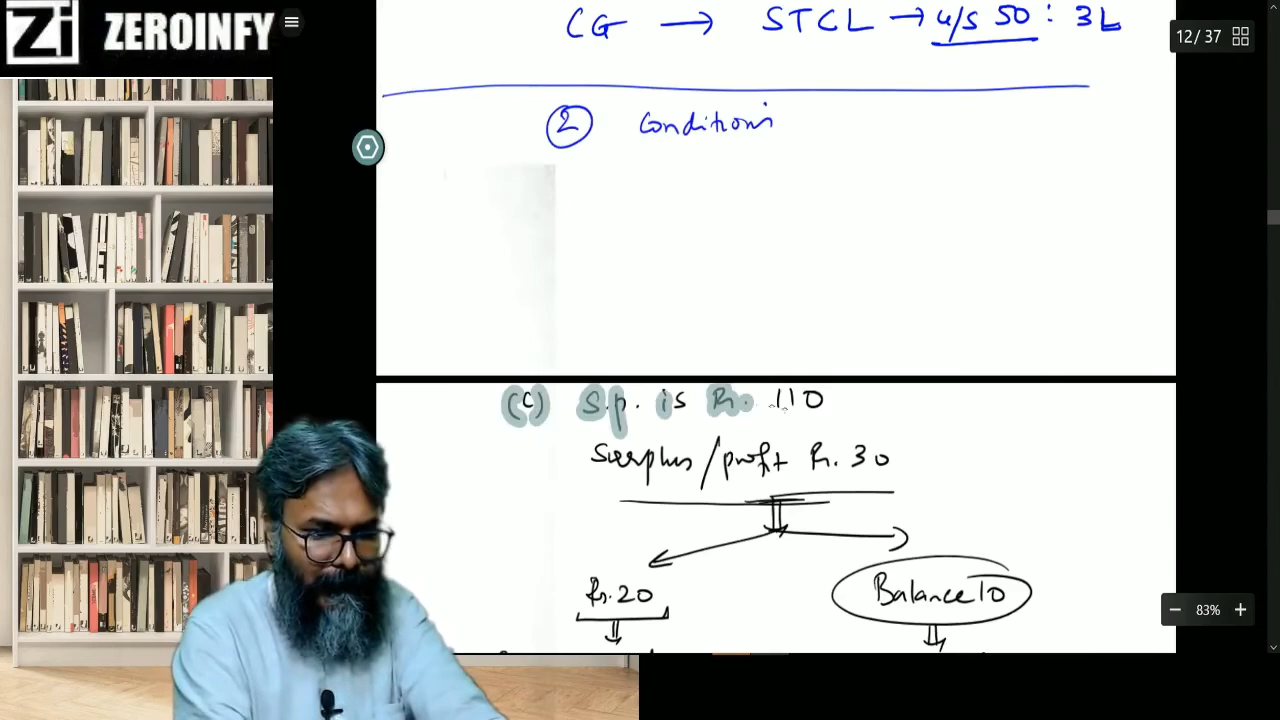 Zi ZEROINFY
12/ 37
CG → STCL → u/s 50 : 3L
② Conditions
(c) S.p. is Rs. 110
Surplus/profit Rs. 30
Rs. 20
Balance 10
83%